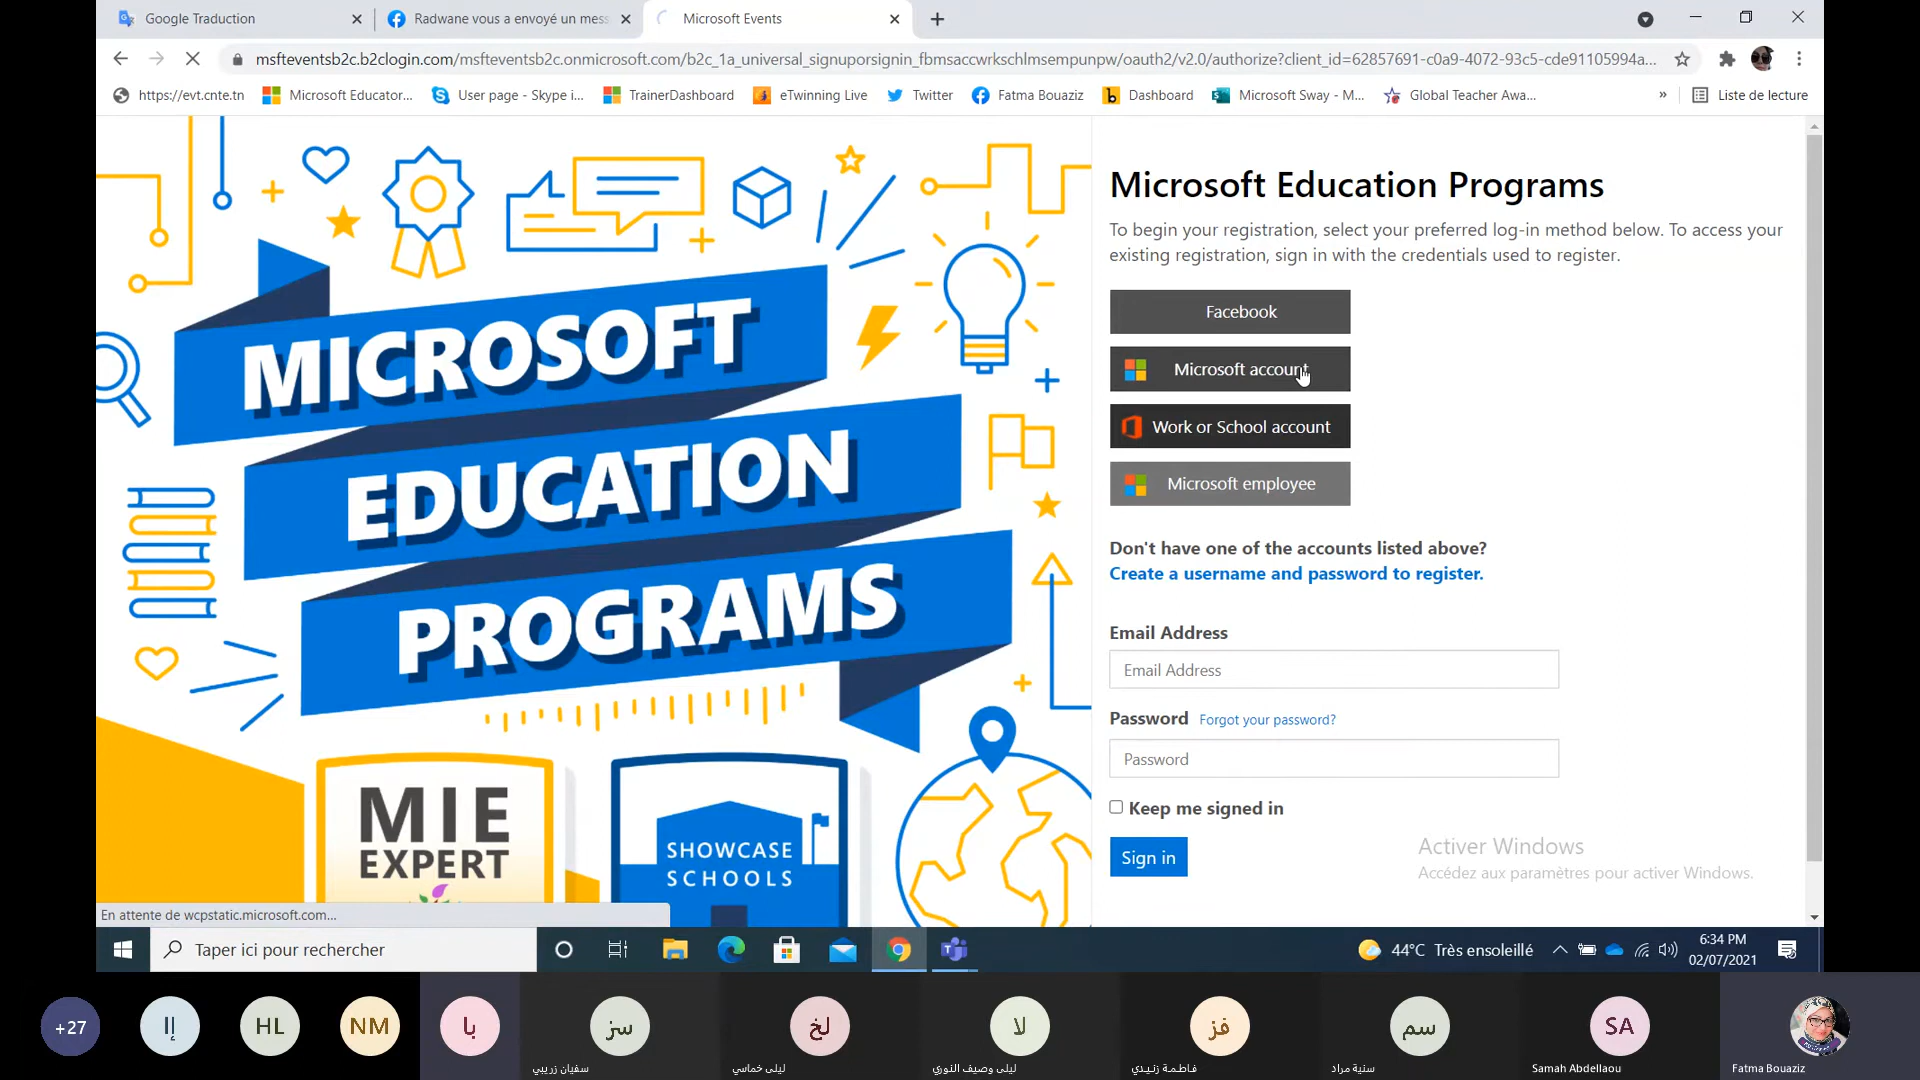 Google Traduction
Radwane vous a envoyé un mess
Microsoft Events
msfteventsb2c.b2clogin.com/msfteventsb2c.onmicrosoft.com/b2c_1a_universal_signuporsignin_fbmsaccwrkschlmsempunpw/oauth2/v2.0/authorize?client_id=62857691-c0a9-4072-93c5-cde91105994a...
https://evt.cnte.tn
Microsoft Educator...
User page - Skype i...
TrainerDashboard
eTwinning Live
Twitter
Fatma Bouaziz
Dashboard
Microsoft Sway - M...
Global Teacher Awa...
»
Liste de lecture
MICROSOFT
EDUCATION
PROGRAMS
MIE
EXPERT
SHOWCASE
SCHOOLS
Microsoft Education Programs
To begin your registration, select your preferred log-in method below. To access your
existing registration, sign in with the credentials used to register.
Facebook
Microsoft account
Work or School account
Microsoft employee
Don't have one of the accounts listed above?
Create a username and password to register.
Email Address
Email Address
Password Forgot your password?
Password
Keep me signed in
Sign in
Activer Windows
Accédez aux paramètres pour activer Windows.
En attente de wcpstatic.microsoft.com...
Taper ici pour rechercher
44°C Très ensoleillé
6:34 PM
02/07/2021
+27
إا
HL
NM
با
سز
لخ
لا
فز
سم
SA
سفيان زريبي
ليلى خماسي
ليلى وصيف النوري
فاطمة زنيدي
سنية مراد
Samah Abdellaou
Fatma Bouaziz